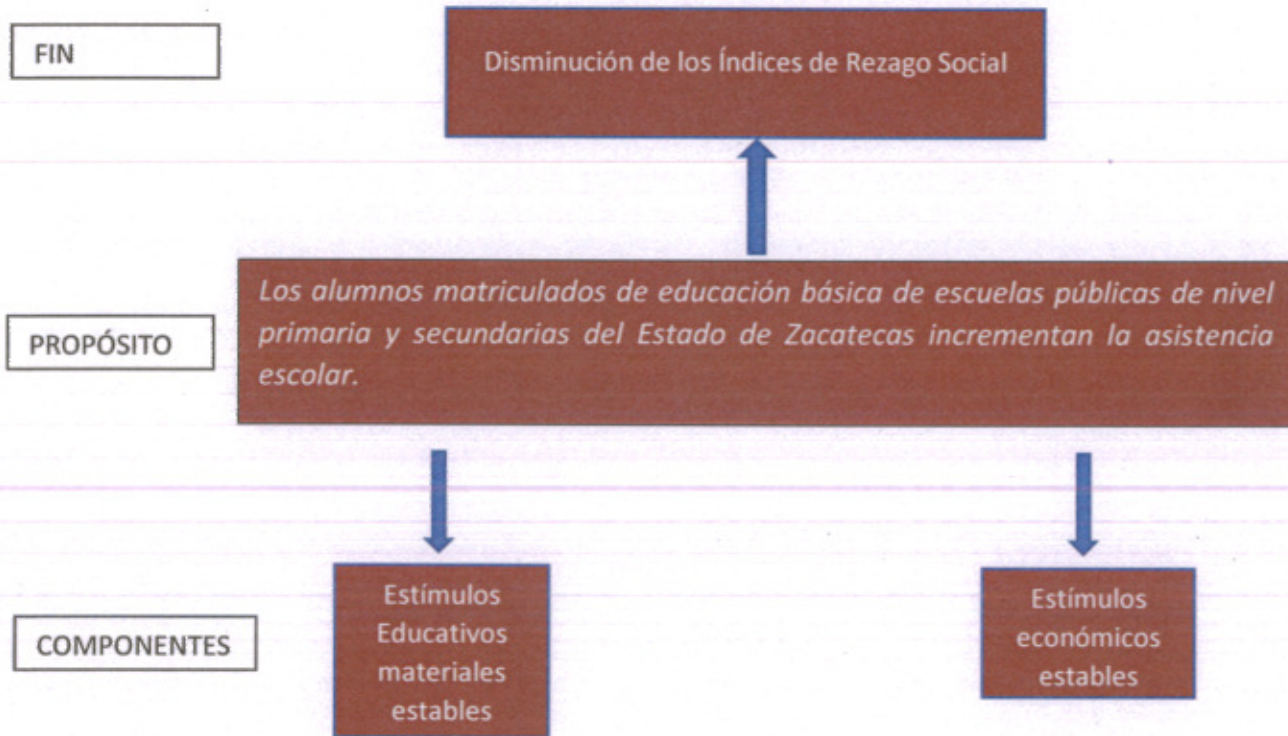 FIN
Disminución de los Índices de Rezago Social
PROPÓSITO
Los alumnos matriculados de educación básica de escuelas públicas de nivel
primaria y secundarias del Estado de Zacatecas incrementan la asistencia
escolar.
COMPONENTES
Estímulos
Educativos
materiales
estables
Estímulos
económicos
estables